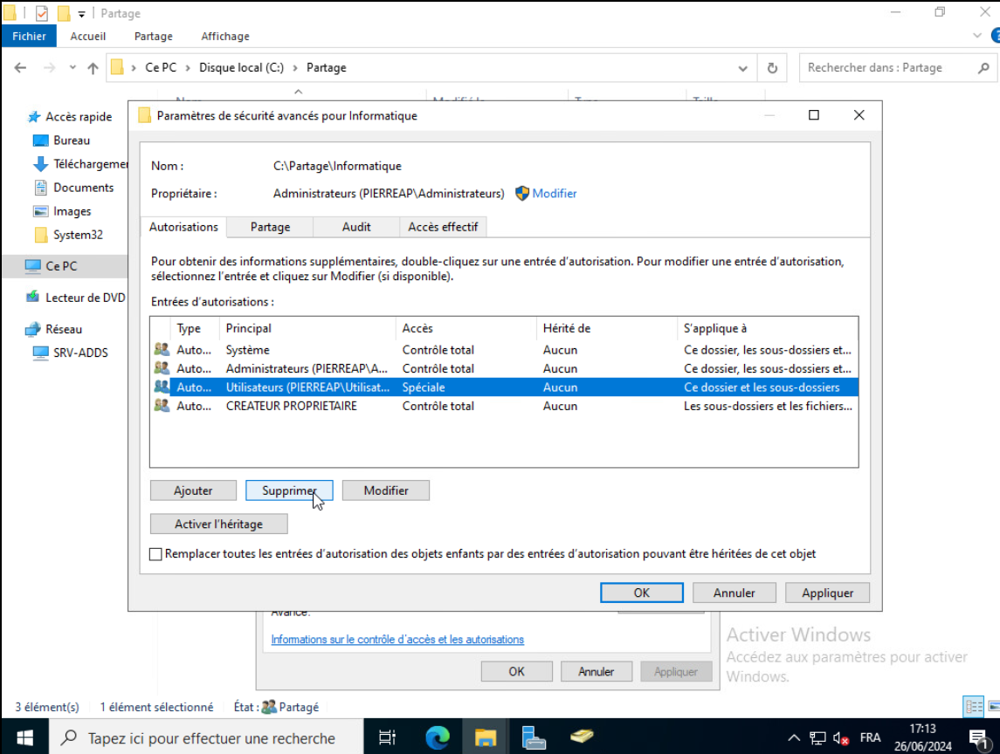 Partage
Fichier Accueil Partage Affichage
Ce PC Disque local (C:) Partage Rechercher dans : Partage
Accès rapide
Bureau
Téléchargemen
Documents
Images
System32
Ce PC
Lecteur de DVD
Réseau
SRV-ADDS
Paramètres de sécurité avancés pour Informatique
Nom : C:\Partage\Informatique
Propriétaire : Administrateurs (PIERREAP\Administrateurs) Modifier
Autorisations Partage Audit Accès effectif
Pour obtenir des informations supplémentaires, double-cliquez sur une entrée d'autorisation. Pour modifier une entrée d'autorisation,
sélectionnez l'entrée et cliquez sur Modifier (si disponible).
Entrées d'autorisations :
Type Principal Accès Hérité de S'applique à
Auto... Système Contrôle total Aucun Ce dossier, les sous-dossiers et...
Auto... Administrateurs (PIERREAP\A... Contrôle total Aucun Ce dossier, les sous-dossiers et...
Auto... Utilisateurs (PIERREAP\Utilisat... Spéciale Aucun Ce dossier et les sous-dossiers
Auto... CREATEUR PROPRIETAIRE Contrôle total Aucun Les sous-dossiers et les fichiers...
Ajouter Supprimer Modifier
Activer l'héritage
Remplacer toutes les entrées d'autorisation des objets enfants par des entrées d'autorisation pouvant être héritées de cet objet
OK Annuler Appliquer
Avancé.
Informations sur le contrôle d'accès et les autorisations
OK Annuler Appliquer
Activer Windows
Accédez aux paramètres pour activer
Windows.
3 élément(s) 1 élément sélectionné État : Partagé
Tapez ici pour effectuer une recherche
FRA
17:13
26/06/2024
1